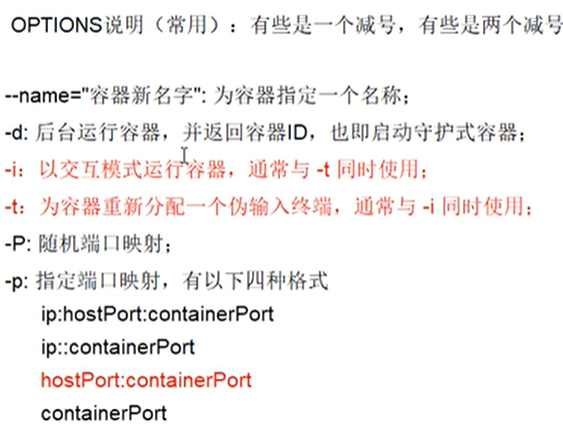 OPTIONS说明（常用）：有些是一个减号，有些是两个减号
--name="容器新名字": 为容器指定一个名称；
-d: 后台运行容器，并返回容器ID，也即启动守护式容器；
-i：以交互模式运行容器，通常与 -t 同时使用；
-t：为容器重新分配一个伪输入终端，通常与 -i 同时使用；
-P: 随机端口映射；
-p: 指定端口映射，有以下四种格式
ip:hostPort:containerPort
ip::containerPort
hostPort:containerPort
containerPort